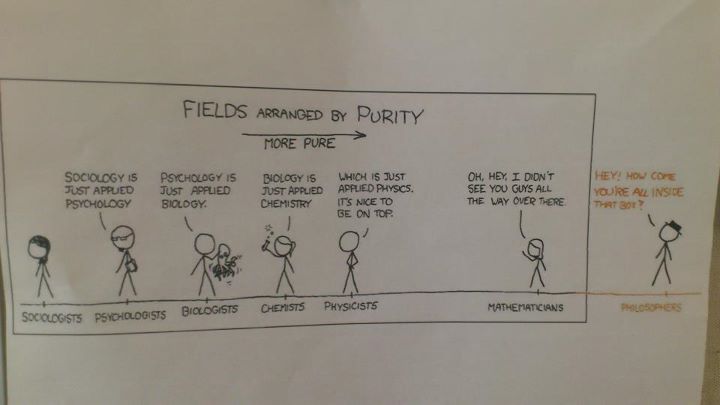 FIELDS ARRANGED BY PURITY
MORE PURE
SOCIOLOGY IS
JUST APPLIED
PSYCHOLOGY
PSYCHOLOGY IS
JUST APPLIED
BIOLOGY.
BIOLOGY IS
JUST APPLIED
CHEMISTRY
WHICH IS JUST
APPLIED PHYSICS.
IT'S NICE TO
BE ON TOP.
OH, HEY, I DIDN'T
SEE YOU GUYS ALL
THE WAY OVER THERE.
HEY! HOW COME
YOU'RE ALL INSIDE
THAT BOX?
SOCIOLOGISTS
PSYCHOLOGISTS
BIOLOGISTS
CHEMISTS
PHYSICISTS
MATHEMATICIANS
PHILOSOPHERS